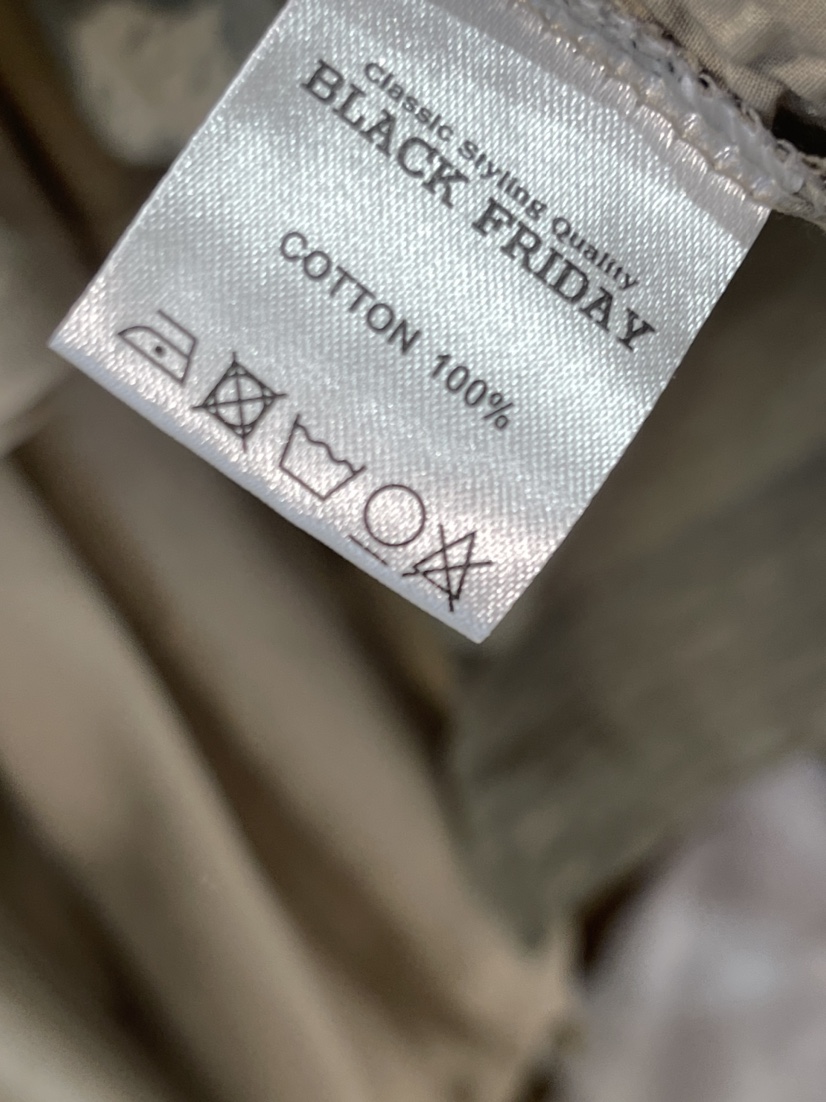 Classic Styling Quality
BLACK FRIDAY
COTTON 100%